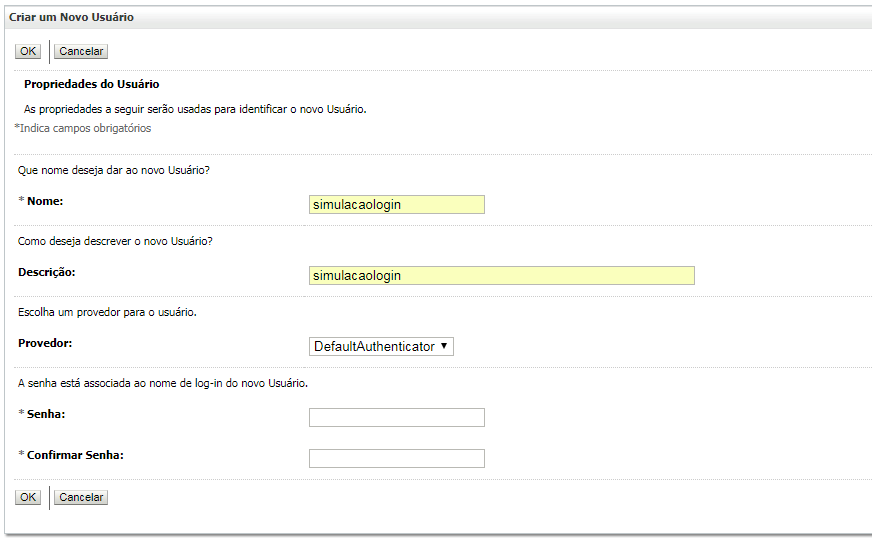 Criar um Novo Usuário
OK Cancelar
Propriedades do Usuário
As propriedades a seguir serão usadas para identificar o novo Usuário.
*Indica campos obrigatórios
Que nome deseja dar ao novo Usuário?
* Nome: simulacaologin
Como deseja descrever o novo Usuário?
Descrição: simulacaologin
Escolha um provedor para o usuário.
Provedor: DefaultAuthenticator
A senha está associada ao nome de log-in do novo Usuário.
* Senha:
* Confirmar Senha:
OK Cancelar